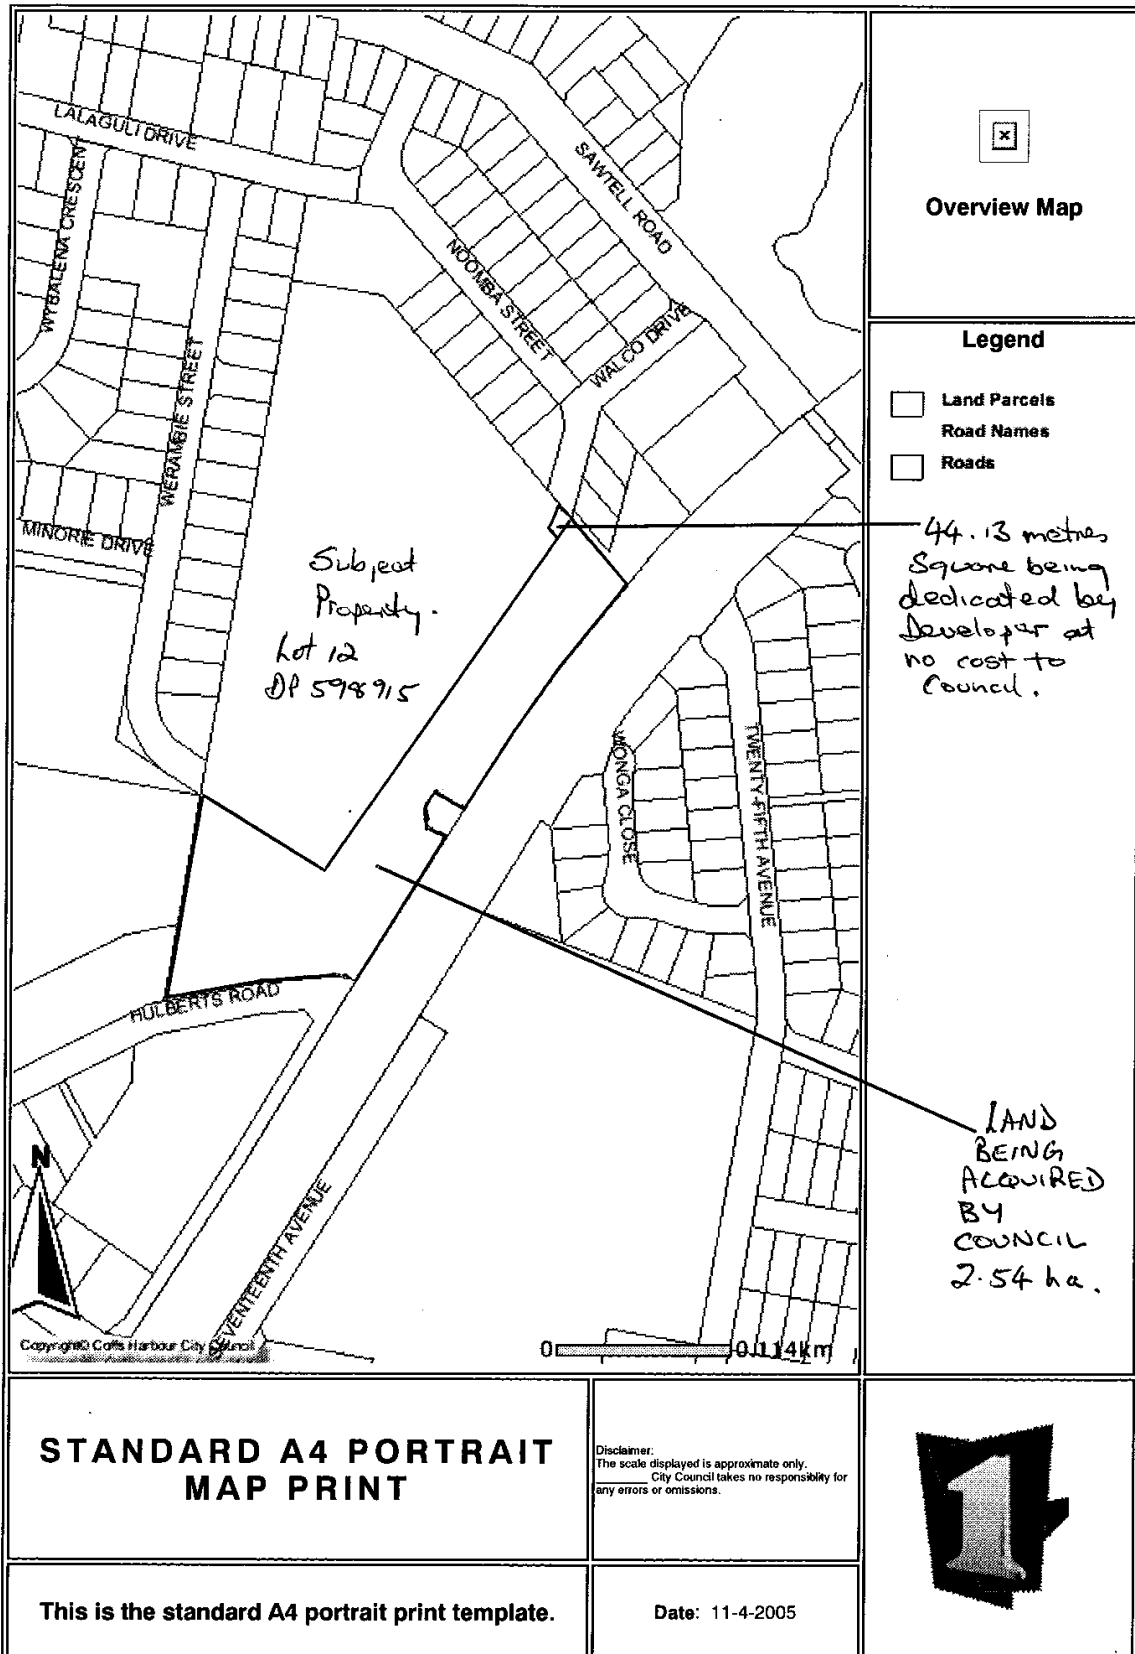 LALAGULI DRIVE
WYBALENA CRESCENT
WERAMBIE STREET
MINORIE DRIVE
NOOMBA STREET
SAWTELL ROAD
WALCO DRIVE
WONGA CLOSE
TWENTY-FIFTH AVENUE
HULBERTS ROAD
SEVENTEENTH AVENUE
Subject
Property.
Lot 12
DP 598915
N
Copyright© Coffs Harbour City Council
0
0.114km
Overview Map
Legend
Land Parcels
Road Names
Roads
44.13 metres
Square being
dedicated by
Developer at
no cost to
Council.
LAND
BEING
ACQUIRED
BY
COUNCIL
2.54 ha.
STANDARD A4 PORTRAIT
MAP PRINT
Disclaimer:
The scale displayed is approximate only.
________ City Council takes no responsiblity for
any errors or omissions.
This is the standard A4 portrait print template.
Date: 11-4-2005
1